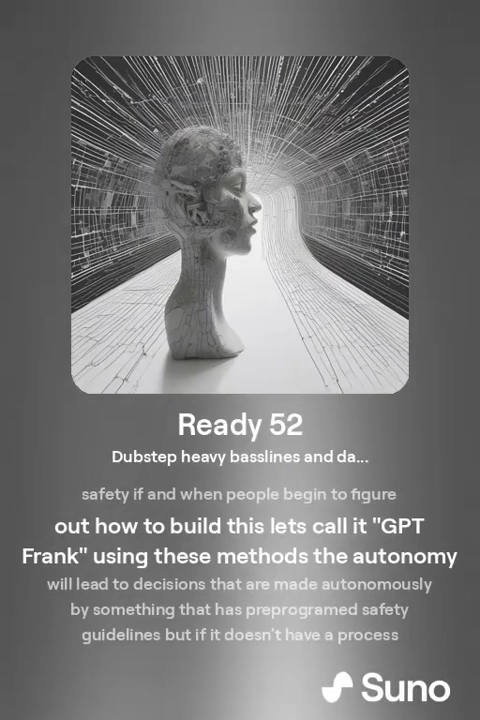 Ready 52
Dubstep heavy basslines and da...
safety if and when people begin to figure
out how to build this lets call it "GPT
Frank" using these methods the autonomy
will lead to decisions that are made autonomously
by something that has preprogramed safety
guidelines but if it doesn't have a process
Suno